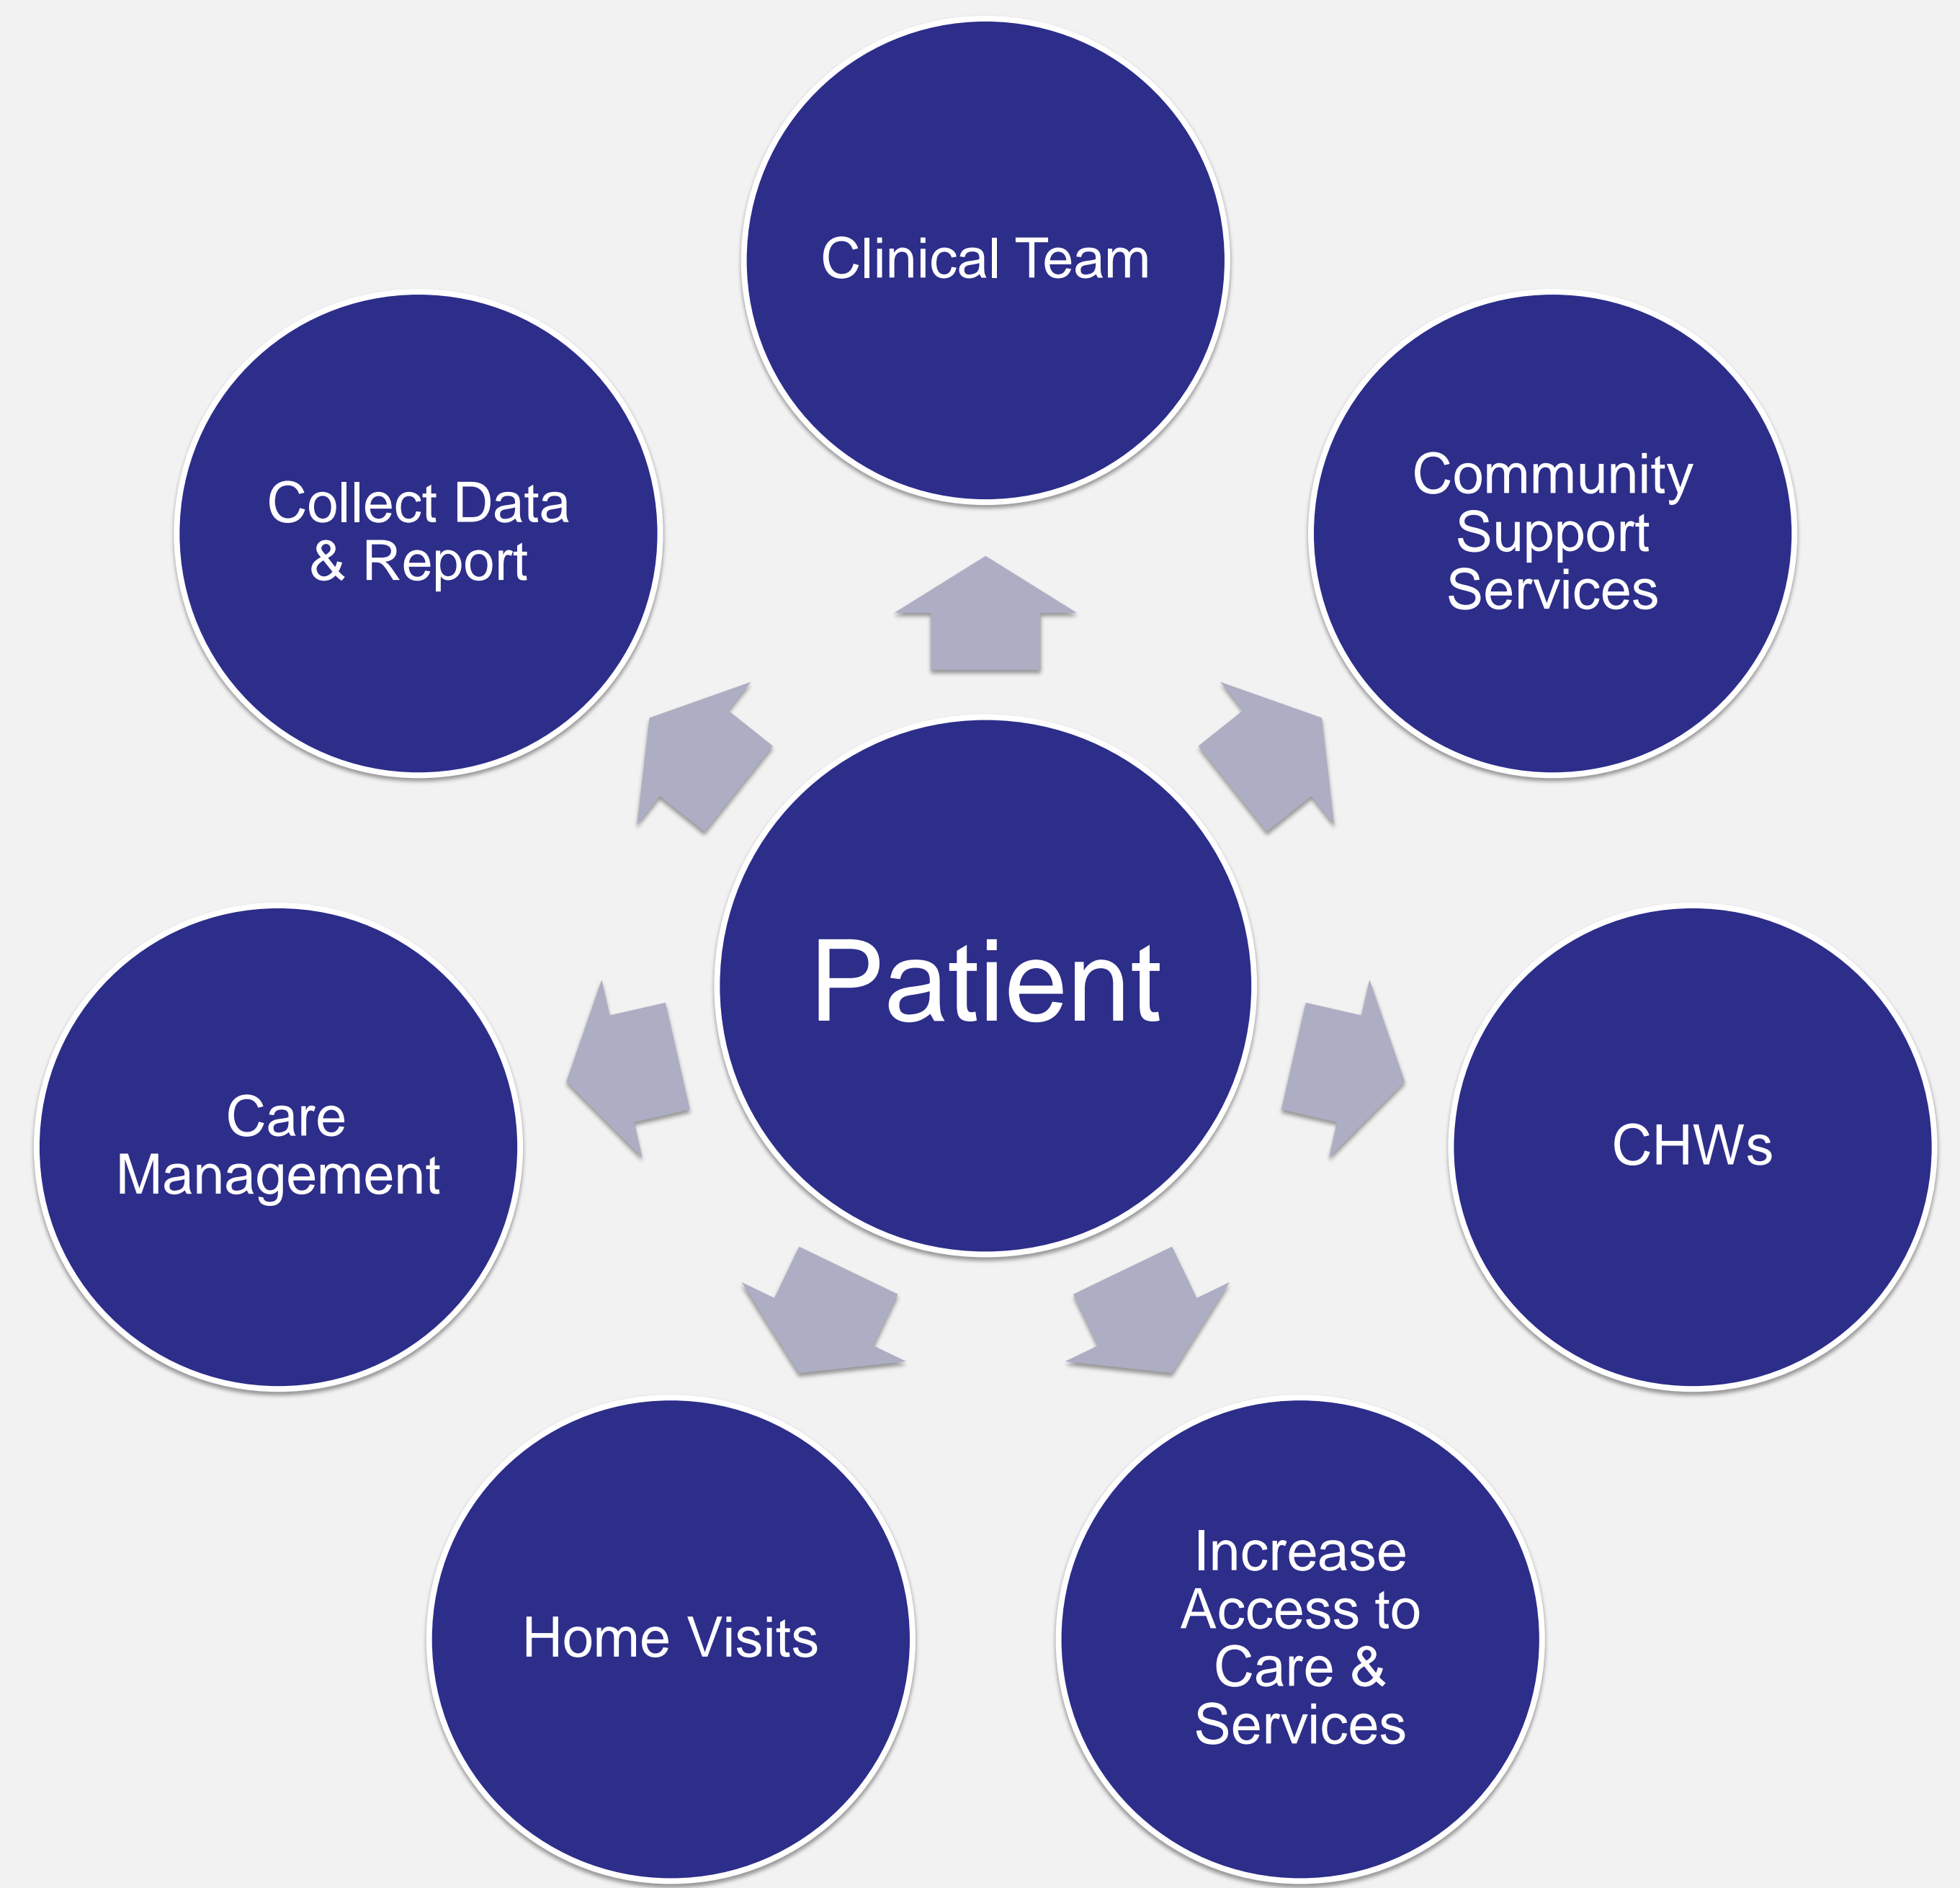 Clinical Team
Community
Support
Services
Collect Data
& Report
Patient
Care
Management
CHWs
Home Visits
Increase
Access to
Care &
Services